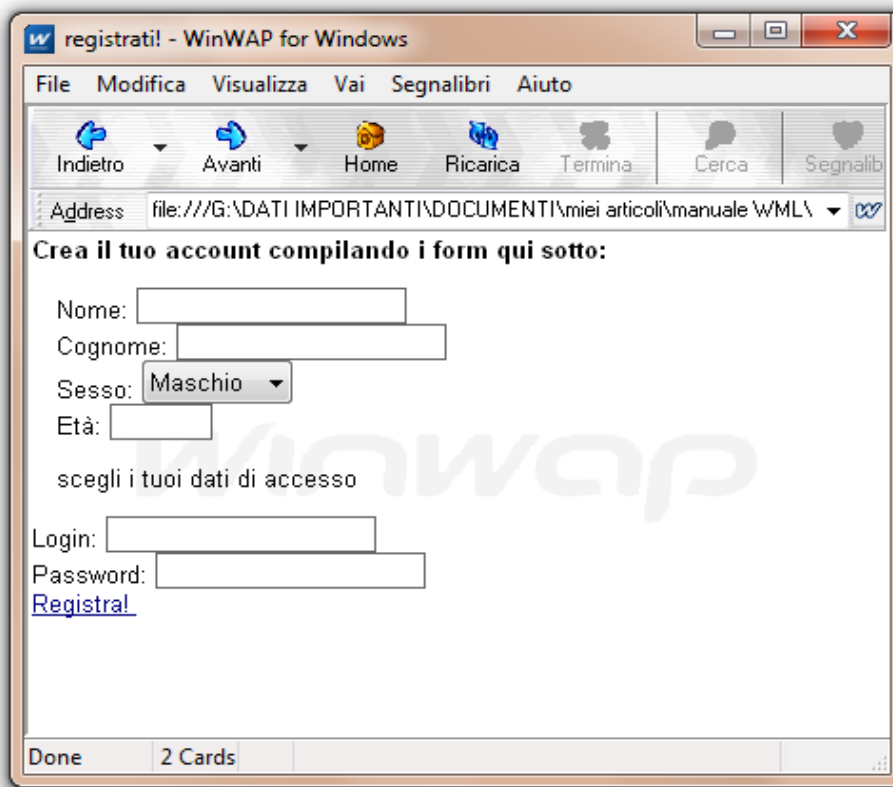 registrati! - WinWAP for Windows
File Modifica Visualizza Vai Segnalibri Aiuto
Indietro Avanti Home Ricarica Termina Cerca Segnalib
Address file:///G:\DATI IMPORTANTI\DOCUMENTI\miei articoli\manuale WML\
Crea il tuo account compilando i form qui sotto:
Nome:
Cognome:
Sesso: Maschio
Età:
winwap
scegli i tuoi dati di accesso
Login:
Password:
Registra!
Done 2 Cards